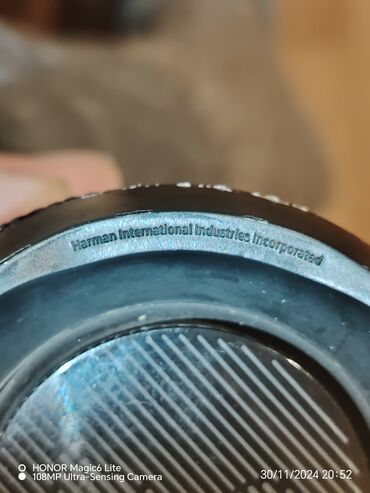 Harman International Industries Incorporated
HONOR Magic6 Lite
108MP Ultra-Sensing Camera
30/11/2024 20:52